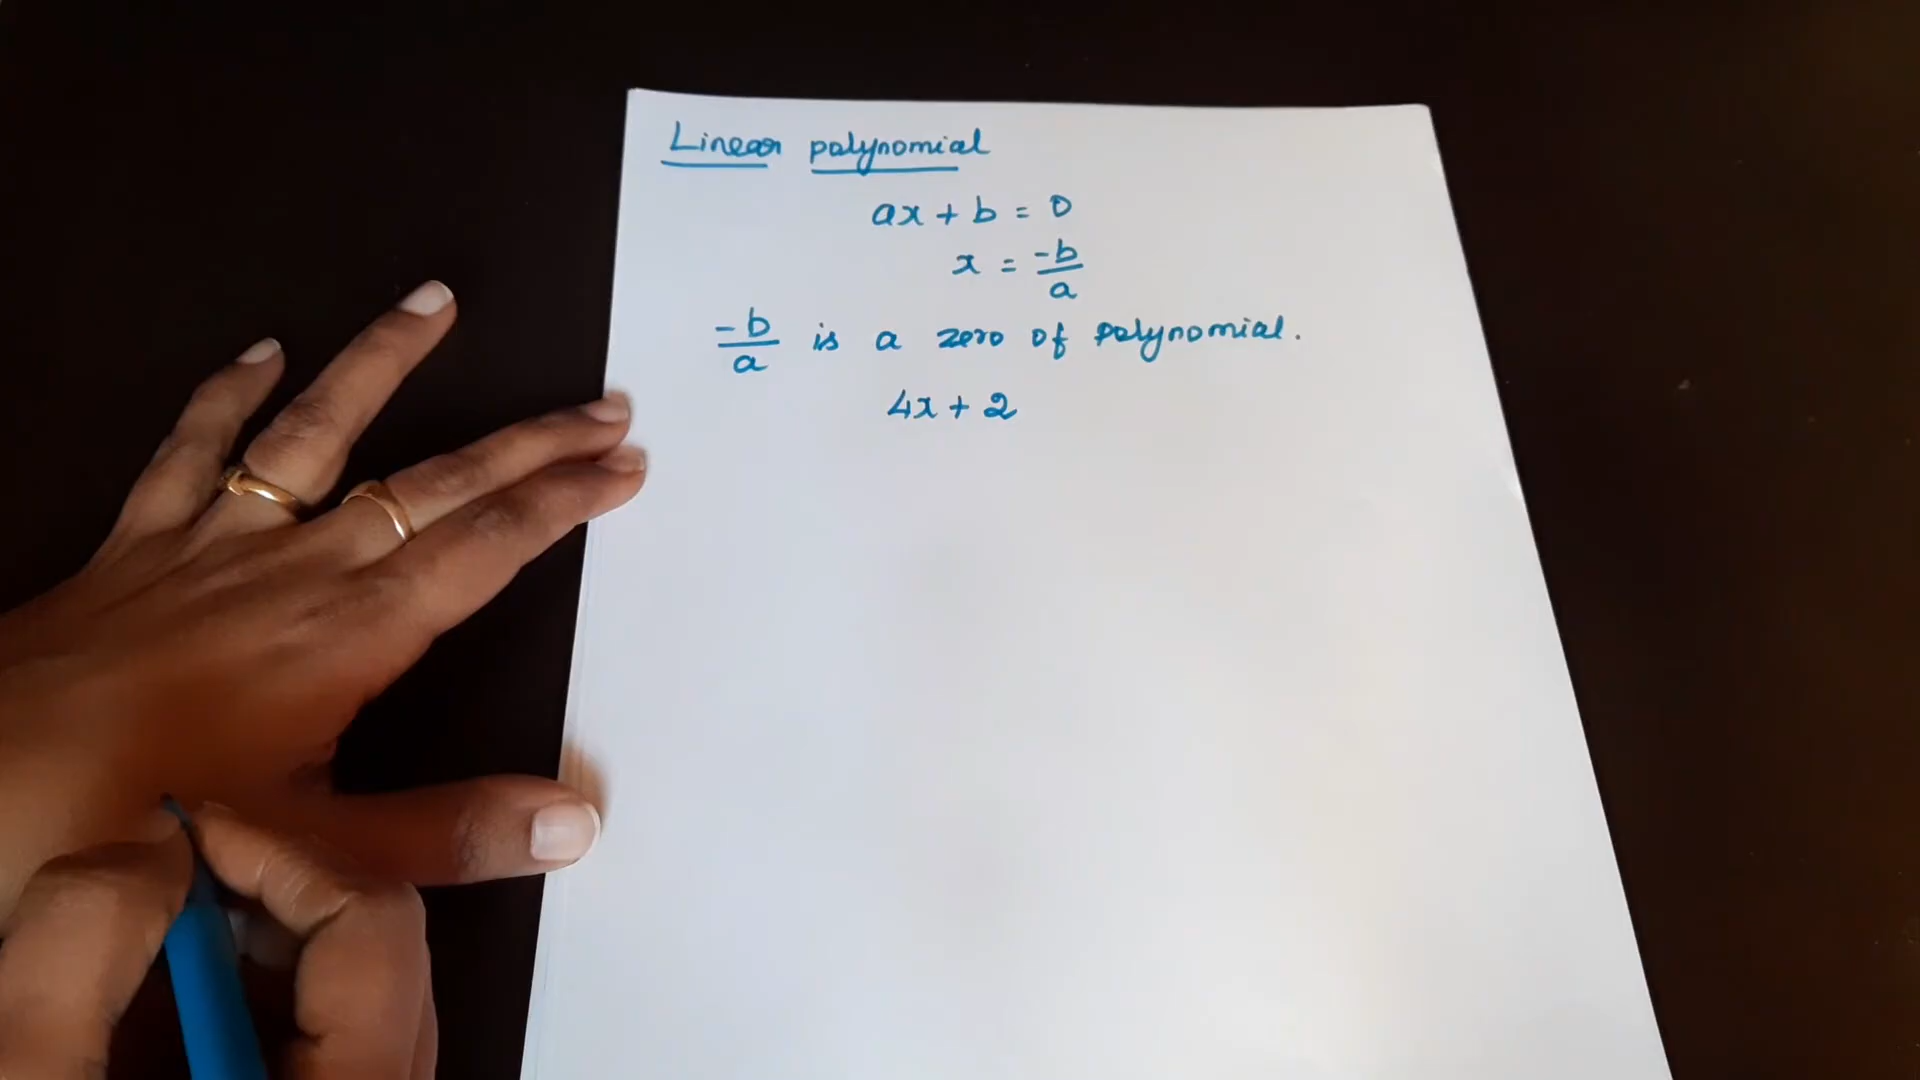 Linear polynomial
ax + b = 0
x = -b/a
-b/a is a zero of polynomial.
4x + 2